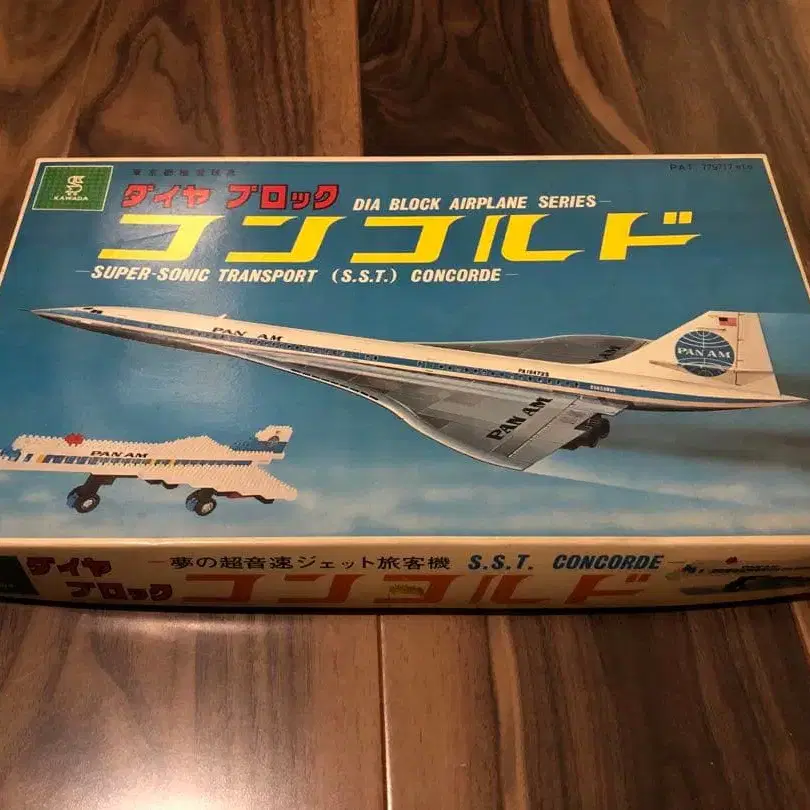 KAWADA
ダイヤ ブロック DIA BLOCK AIRPLANE SERIES
コンコルド
SUPER-SONIC TRANSPORT (S.S.T.) CONCORDE
PAN AM
PAN AM
PAN AM
PAN AM
ダイヤ
ブロック
夢の超音速ジェット旅客機 S.S.T. CONCORDE
コンコルド